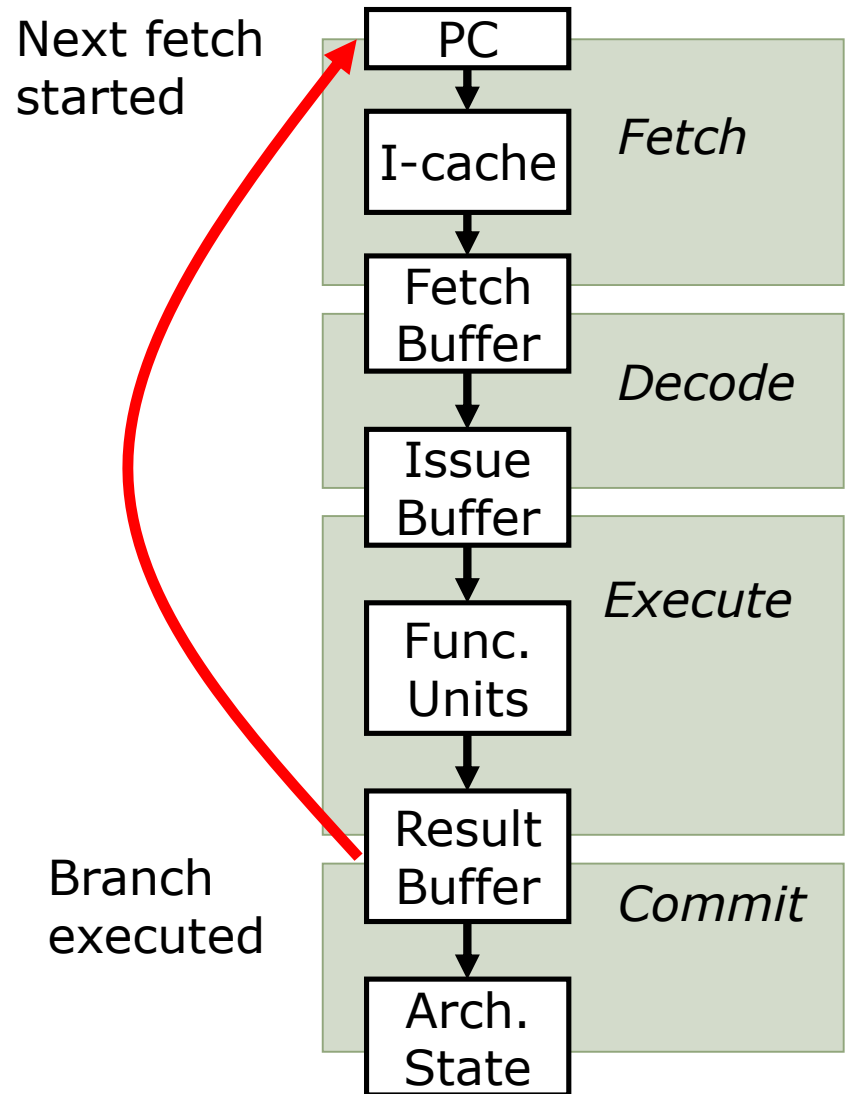 Next fetch
started
PC
I-cache
Fetch
Fetch
Buffer
Decode
Issue
Buffer
Execute
Func.
Units
Result
Buffer
Branch
executed
Commit
Arch.
State